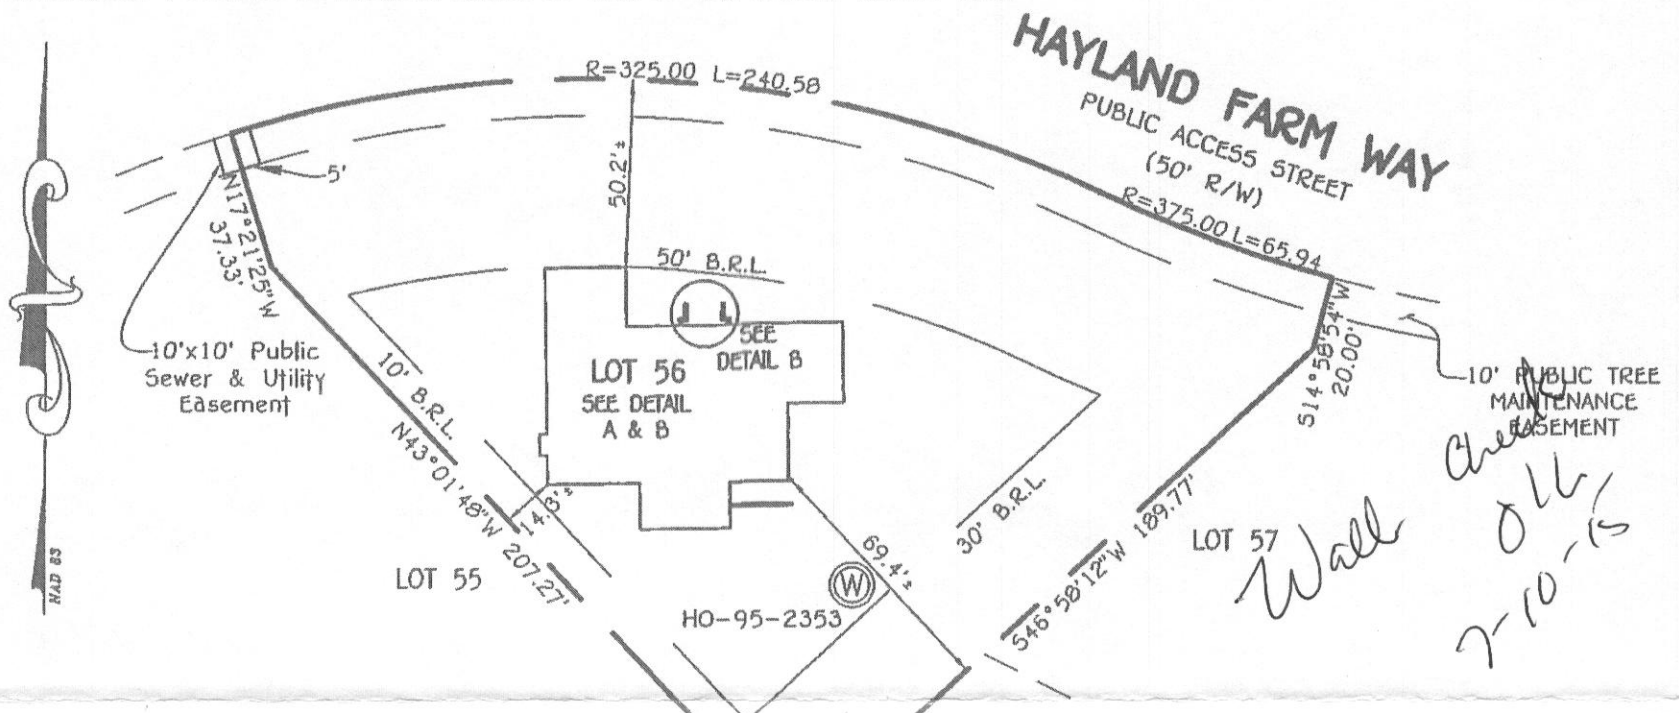 HAYLAND FARM WAY
PUBLIC ACCESS STREET
(50' R/W)
R=325.00 L=240.58
R=375.00 L=65.94
5'
50.2'±
N17°21'25"W
37.33'
50' B.R.L.
SEE
DETAIL B
LOT 56
SEE DETAIL
A & B
10'x10' Public
Sewer & Utility
Easement
10' B.R.L.
N43°01'48"W 207.27'
14.3'±
S14°58'54"W
20.00'
10' PUBLIC TREE
MAINTENANCE
EASEMENT
30' B.R.L.
S46°58'12"W 189.77'
LOT 57
LOT 55
69.4'±
W
HO-95-2353
NAD 83
Wall Check
OK
7-10-15